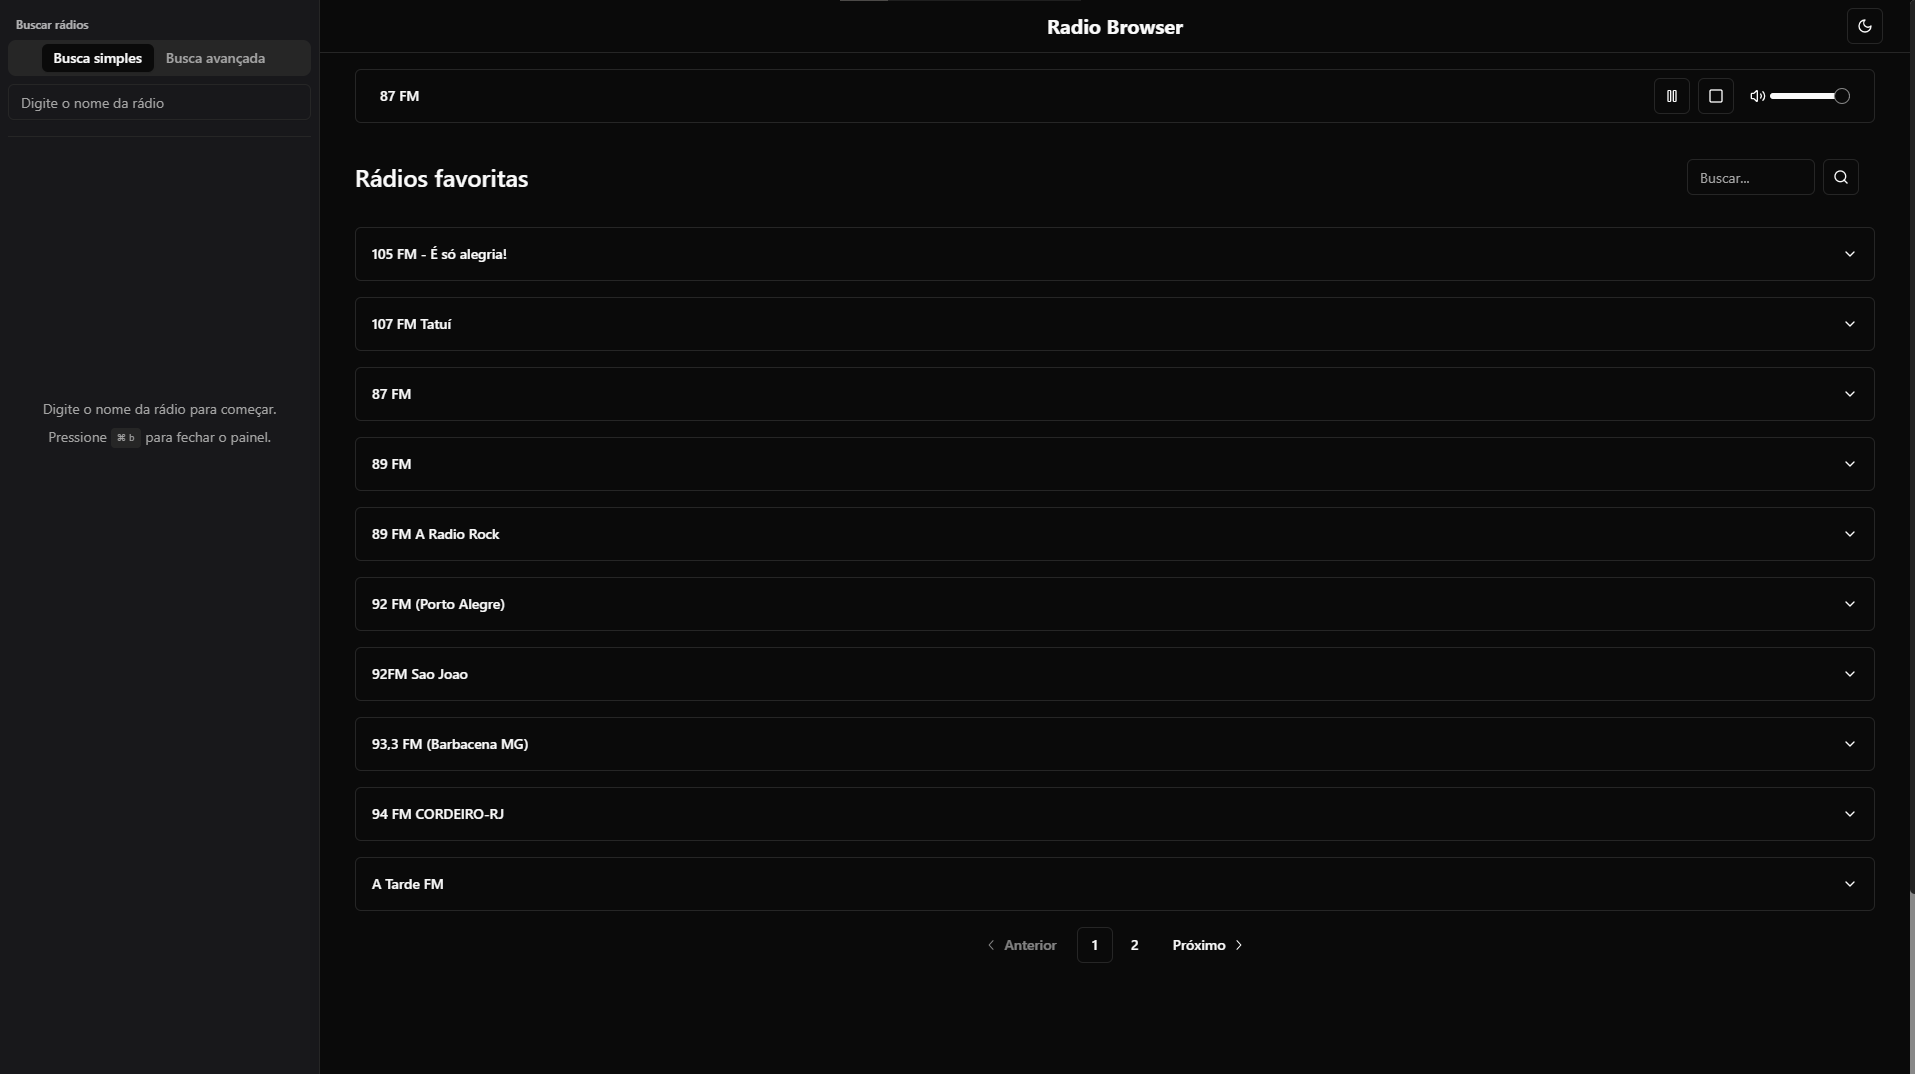 Buscar rádios
Busca simples
Busca avançada
Digite o nome da rádio
Digite o nome da rádio para começar.
Pressione ⌘ b para fechar o painel.
Radio Browser
87 FM
Rádios favoritas
Buscar...
105 FM - É só alegria!
107 FM Tatuí
87 FM
89 FM
89 FM A Radio Rock
92 FM (Porto Alegre)
92FM Sao Joao
93,3 FM (Barbacena MG)
94 FM CORDEIRO-RJ
A Tarde FM
Anterior 1 2 Próximo